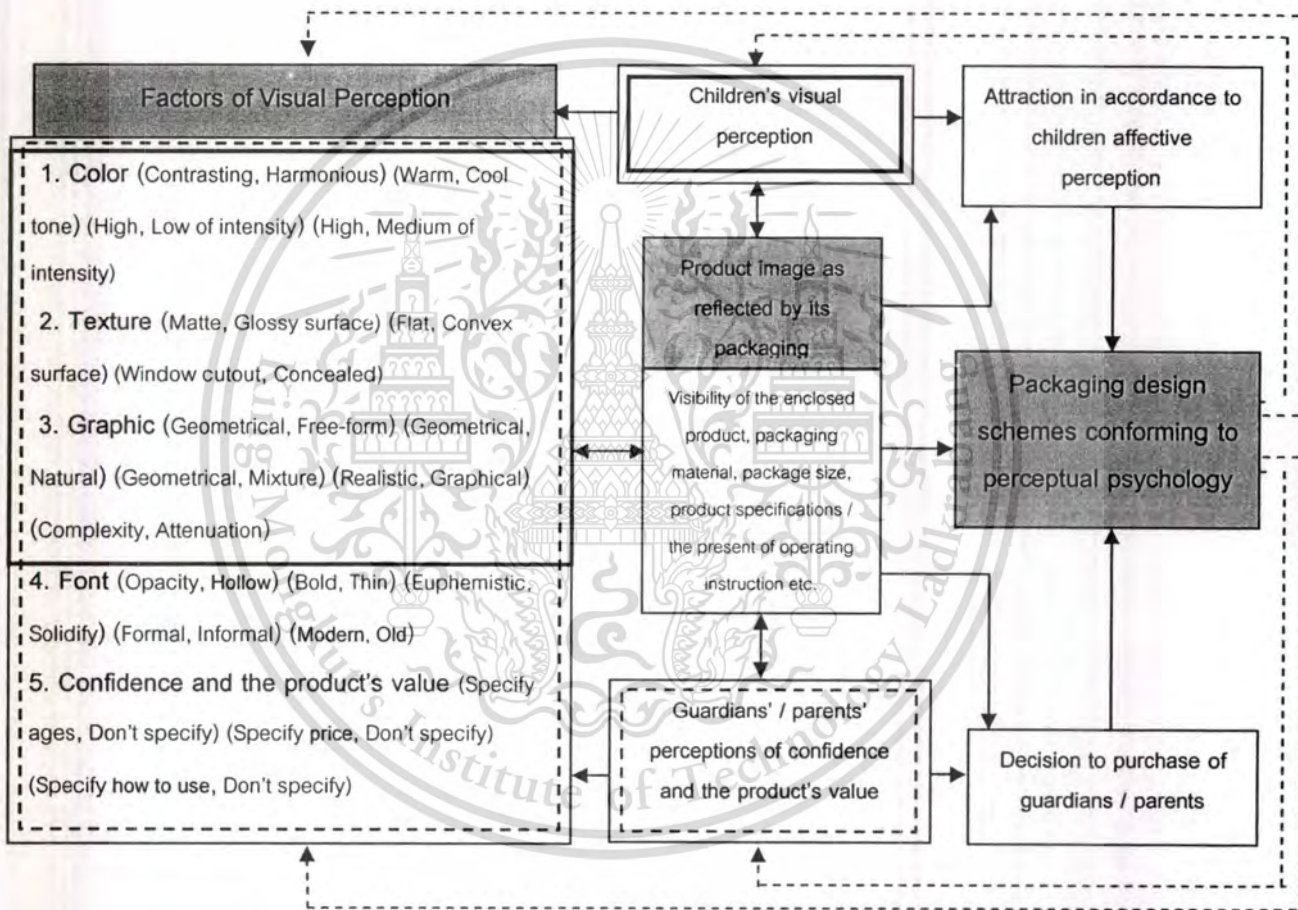 Factors of Visual Perception
1. Color (Contrasting, Harmonious) (Warm, Cool
tone) (High, Low of intensity) (High, Medium of
intensity)
2. Texture (Matte, Glossy surface) (Flat, Convex
surface) (Window cutout, Concealed)
3. Graphic (Geometrical, Free-form) (Geometrical,
Natural) (Geometrical, Mixture) (Realistic, Graphical)
(Complexity, Attenuation)
4. Font (Opacity, Hollow) (Bold, Thin) (Euphemistic,
Solidify) (Formal, Informal) (Modern, Old)
5. Confidence and the product's value (Specify
ages, Don't specify) (Specify price, Don't specify)
(Specify how to use, Don't specify)
Children's visual
perception
Product image as
reflected by its
packaging
Visibility of the enclosed
product, packaging
material, package size,
product specifications /
the present of operating
instruction etc.
Guardians' / parents'
perceptions of confidence
and the product's value
Attraction in accordance to
children affective
perception
Packaging design
schemes conforming to
perceptual psychology
Decision to purchase of
guardians / parents
King Mongkut's Institute of Technology Ladkrabang